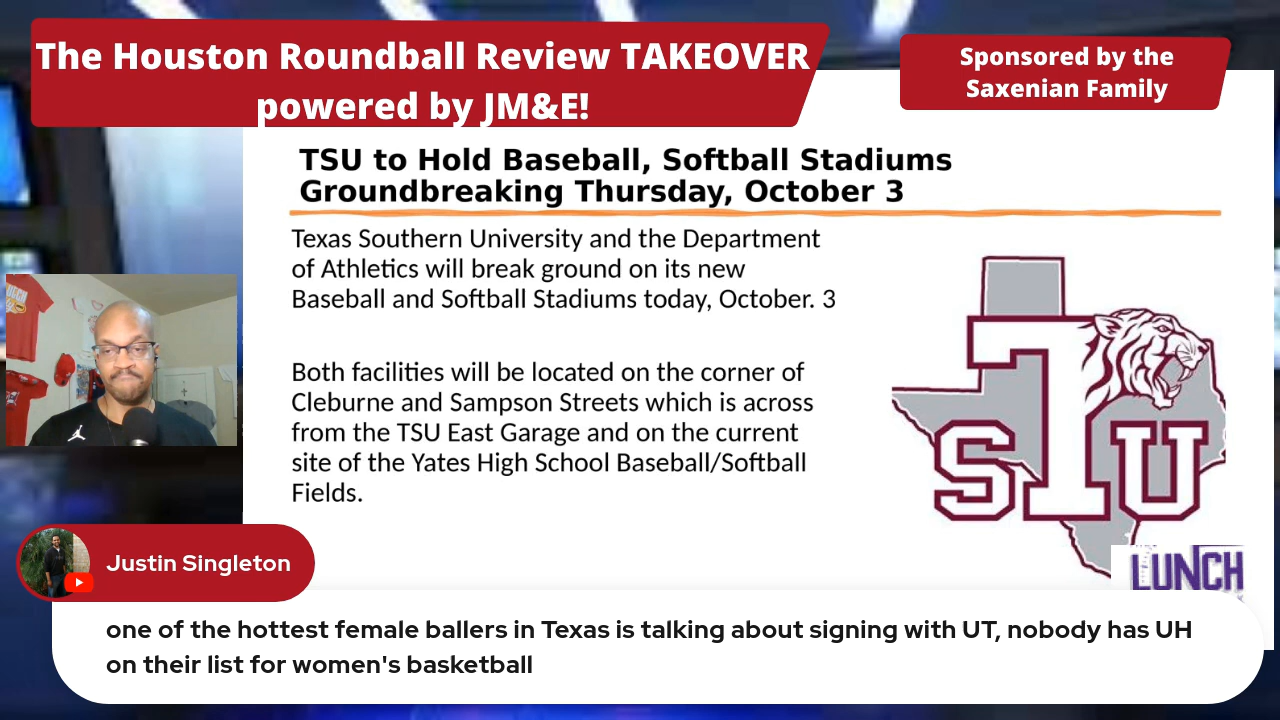 The Houston Roundball Review TAKEOVER
powered by JM&E!
Sponsored by the
Saxenian Family
TSU to Hold Baseball, Softball Stadiums
Groundbreaking Thursday, October 3
Texas Southern University and the Department
of Athletics will break ground on its new
Baseball and Softball Stadiums today, October. 3
Both facilities will be located on the corner of
Cleburne and Sampson Streets which is across
from the TSU East Garage and on the current
site of the Yates High School Baseball/Softball
Fields.
TSU
LUNCH
Justin Singleton
one of the hottest female ballers in Texas is talking about signing with UT, nobody has UH
on their list for women's basketball